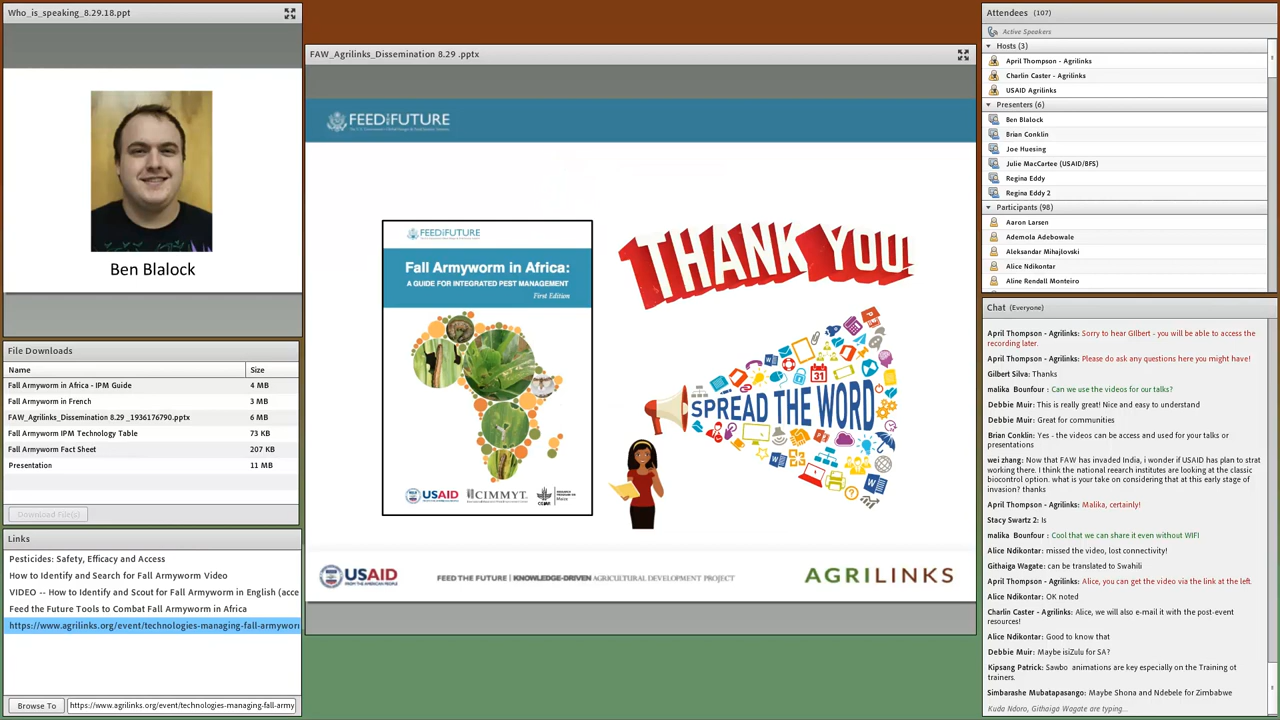 Who_is_speaking_8.29.18.ppt
Ben Blalock
File Downloads
Name Size
Fall Armyworm in Africa - IPM Guide 4 MB
Fall Armyworm in French 3 MB
FAW_Agrilinks_Dissemination 8.29 _1936176790.pptx 6 MB
Fall Armyworm IPM Technology Table 73 KB
Fall Armyworm Fact Sheet 207 KB
Presentation 11 MB
Download File(s)
Links
Pesticides: Safety, Efficacy and Access
How to Identify and Search for Fall Armyworm Video
VIDEO -- How to Identify and Scout for Fall Armyworm in English (acce
Feed the Future Tools to Combat Fall Armyworm in Africa
https://www.agrilinks.org/event/technologies-managing-fall-armyworr
Browse To https://www.agrilinks.org/event/technologies-managing-fall-army
FAW_Agrilinks_Dissemination 8.29 .pptx
FEED THE FUTURE
FEED THE FUTURE
Fall Armyworm in Africa:
A GUIDE FOR INTEGRATED PEST MANAGEMENT
First Edition
USAID CIMMYT
THANK YOU!
31
SPREAD THE WORD
USAID
FROM THE AMERICAN PEOPLE
FEED THE FUTURE | KNOWLEDGE-DRIVEN AGRICULTURAL DEVELOPMENT PROJECT
AGRILINKS
Attendees (107)
Active Speakers
Hosts (3)
April Thompson - Agrilinks
Charlin Caster - Agrilinks
USAID Agrilinks
Presenters (6)
Ben Blalock
Brian Conklin
Joe Huesing
Julie MacCartee (USAID/BFS)
Regina Eddy
Regina Eddy 2
Participants (98)
Aaron Larsen
Ademola Adebowale
Aleksandar Mihajlovski
Alice Ndikontar
Aline Rendall Monteiro
Chat (Everyone)
April Thompson - Agrilinks: Sorry to hear GIlbert - you will be able to access the
recording later.
April Thompson - Agrilinks: Please do ask any questions here you might have!
Gilbert Silva: Thanks
malika Bounfour : Can we use the videos for our talks?
Debbie Muir: This is really great! Nice and easy to understand
Debbie Muir: Great for communities
Brian Conklin: Yes - the videos can be access and used for your talks or
presentations
wei zhang: Now that FAW has invaded India, i wonder if USAID has plan to strat
working there. I think the national reearch institutes are looking at the classic
biocontrol option. what is your take on considering that at this early stage of
invasion? thanks
April Thompson - Agrilinks: Malika, certainly!
Stacy Swartz 2: Is
malika Bounfour : Cool that we can share it even without WIFI
Alice Ndikontar: missed the video, lost connectivity!
Githaiga Wagate: can be translated to Swahili
April Thompson - Agrilinks: Alice, you can get the video via the link at the left.
Alice Ndikontar: OK noted
Charlin Caster - Agrilinks: Alice, we will also e-mail it with the post-event
resources!
Alice Ndikontar: Good to know that
Debbie Muir: Maybe isiZulu for SA?
Kipsang Patrick: Sawbo animations are key especially on the Training ot
trainers.
Simbarashe Mubatapasango: Maybe Shona and Ndebele for Zimbabwe
Kuda Ndoro, Githaiga Wagate are typing...